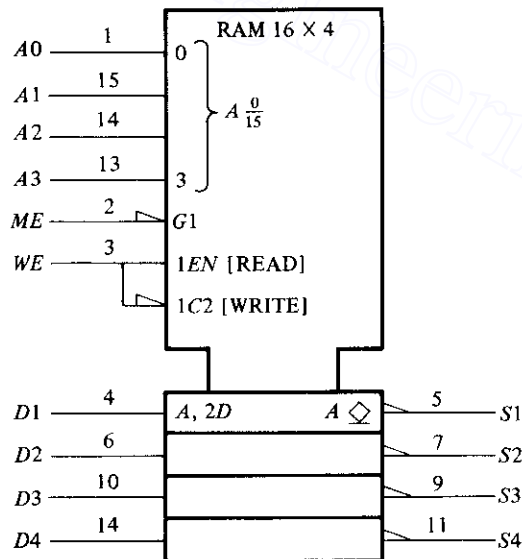 RAM 16 × 4
A0 1 0
A1 15
A2 14
A 0/15
A3 13 3
ME 2 G1
WE 3 1EN [READ]
1C2 [WRITE]
D1 4 A, 2D A ◇ 5 S1
D2 6 7 S2
D3 10 9 S3
D4 14 11 S4